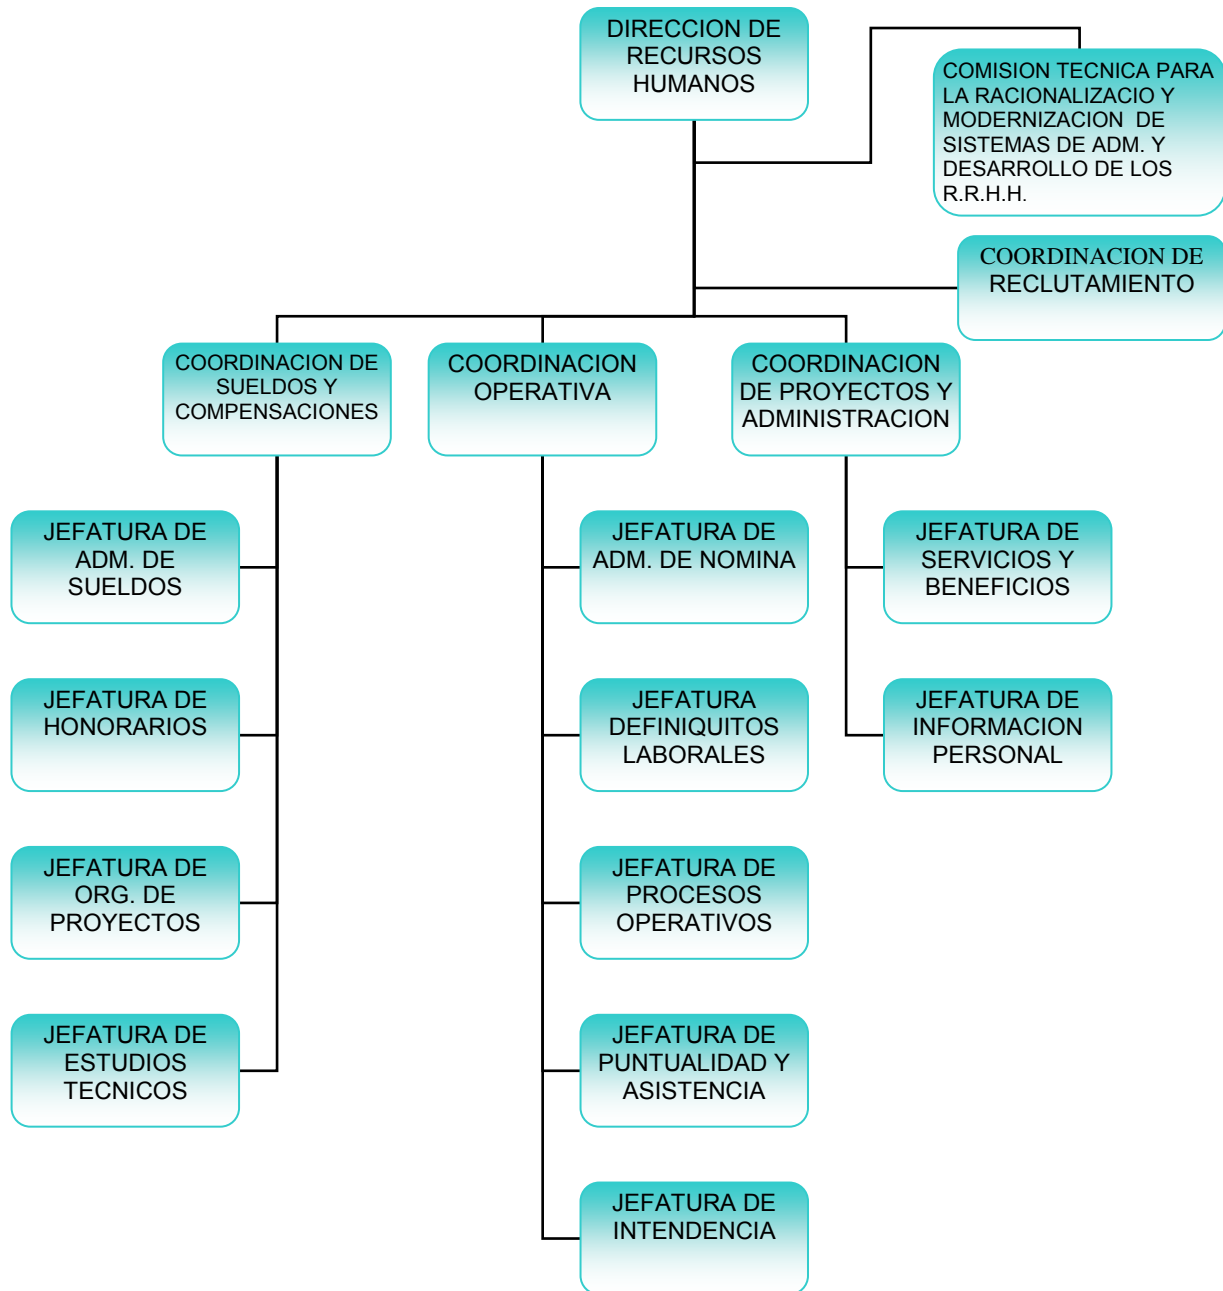 DIRECCION DE
RECURSOS
HUMANOS
COMISION TECNICA PARA
LA RACIONALIZACIO Y
MODERNIZACION DE
SISTEMAS DE ADM. Y
DESARROLLO DE LOS
R.R.H.H.
COORDINACION DE
RECLUTAMIENTO
COORDINACION DE
SUELDOS Y
COMPENSACIONES
COORDINACION
OPERATIVA
COORDINACION
DE PROYECTOS Y
ADMINISTRACION
JEFATURA DE
ADM. DE
SUELDOS
JEFATURA DE
ADM. DE NOMINA
JEFATURA DE
SERVICIOS Y
BENEFICIOS
JEFATURA DE
HONORARIOS
JEFATURA
DEFINIQUITOS
LABORALES
JEFATURA DE
INFORMACION
PERSONAL
JEFATURA DE
ORG. DE
PROYECTOS
JEFATURA DE
PROCESOS
OPERATIVOS
JEFATURA DE
ESTUDIOS
TECNICOS
JEFATURA DE
PUNTUALIDAD Y
ASISTENCIA
JEFATURA DE
INTENDENCIA